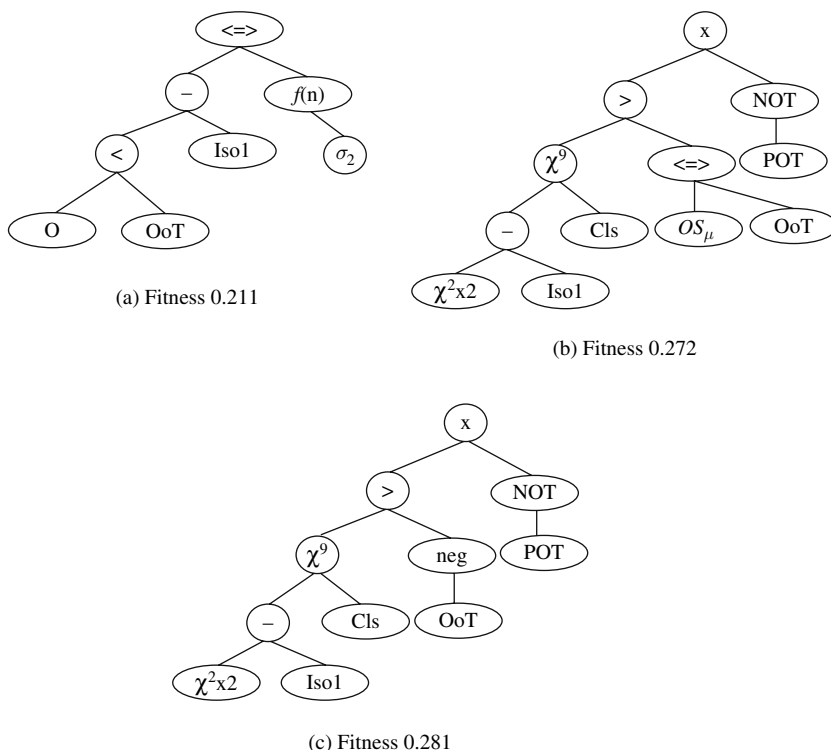 <=>
–
f(n)
<
Iso1
σ₂
O
OoT
(a) Fitness 0.211
x
>
NOT
χ⁹
<=>
POT
–
Cls
OSμ
OoT
χ²x2
Iso1
(b) Fitness 0.272
x
>
NOT
χ⁹
neg
POT
–
Cls
OoT
χ²x2
Iso1
(c) Fitness 0.281